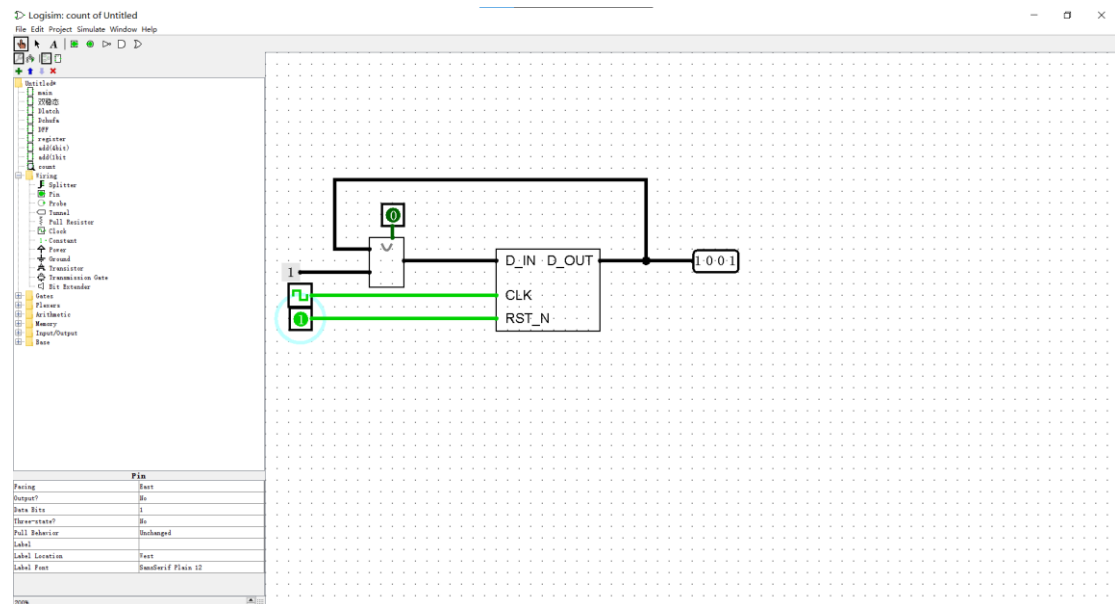 Logisim: count of Untitled
File Edit Project Simulate Window Help
A
Untitled*
main
双稳态
Dlatch
DFF
register
add(4bit)
add(1bit
count
Wiring
Splitter
Pin
Probe
Tunnel
Pull Resistor
Clock
Constant
Power
Ground
Transistor
Transmission Gate
Bit Extender
Gates
Plexers
Arithmetic
Memory
Input/Output
Base
0
1
D_IN D_OUT
1001
CLK
1
RST_N
Pin
Facing East
Output? No
Data Bits 1
Three-state? No
Pull Behavior Unchanged
Label
Label Location West
Label Font SansSerif Plain 12
200%